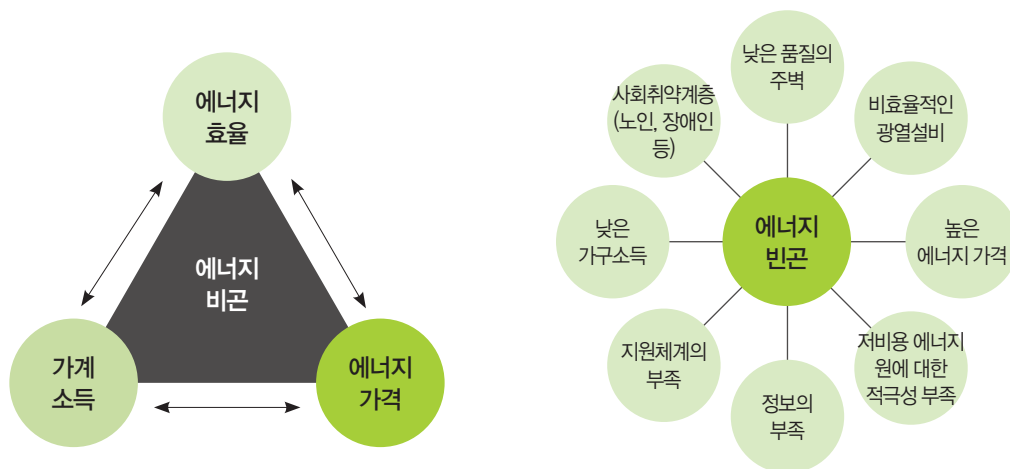 에너지
효율
에너지
비곤
가계
소득
에너지
가격
낮은 품질의
주벽
비효율적인
광열설비
높은
에너지 가격
저비용 에너지
원에 대한
적극성 부족
정보의
부족
지원체계의
부족
낮은
가구소득
사회취약계층
(노인, 장애인
등)
에너지
빈곤